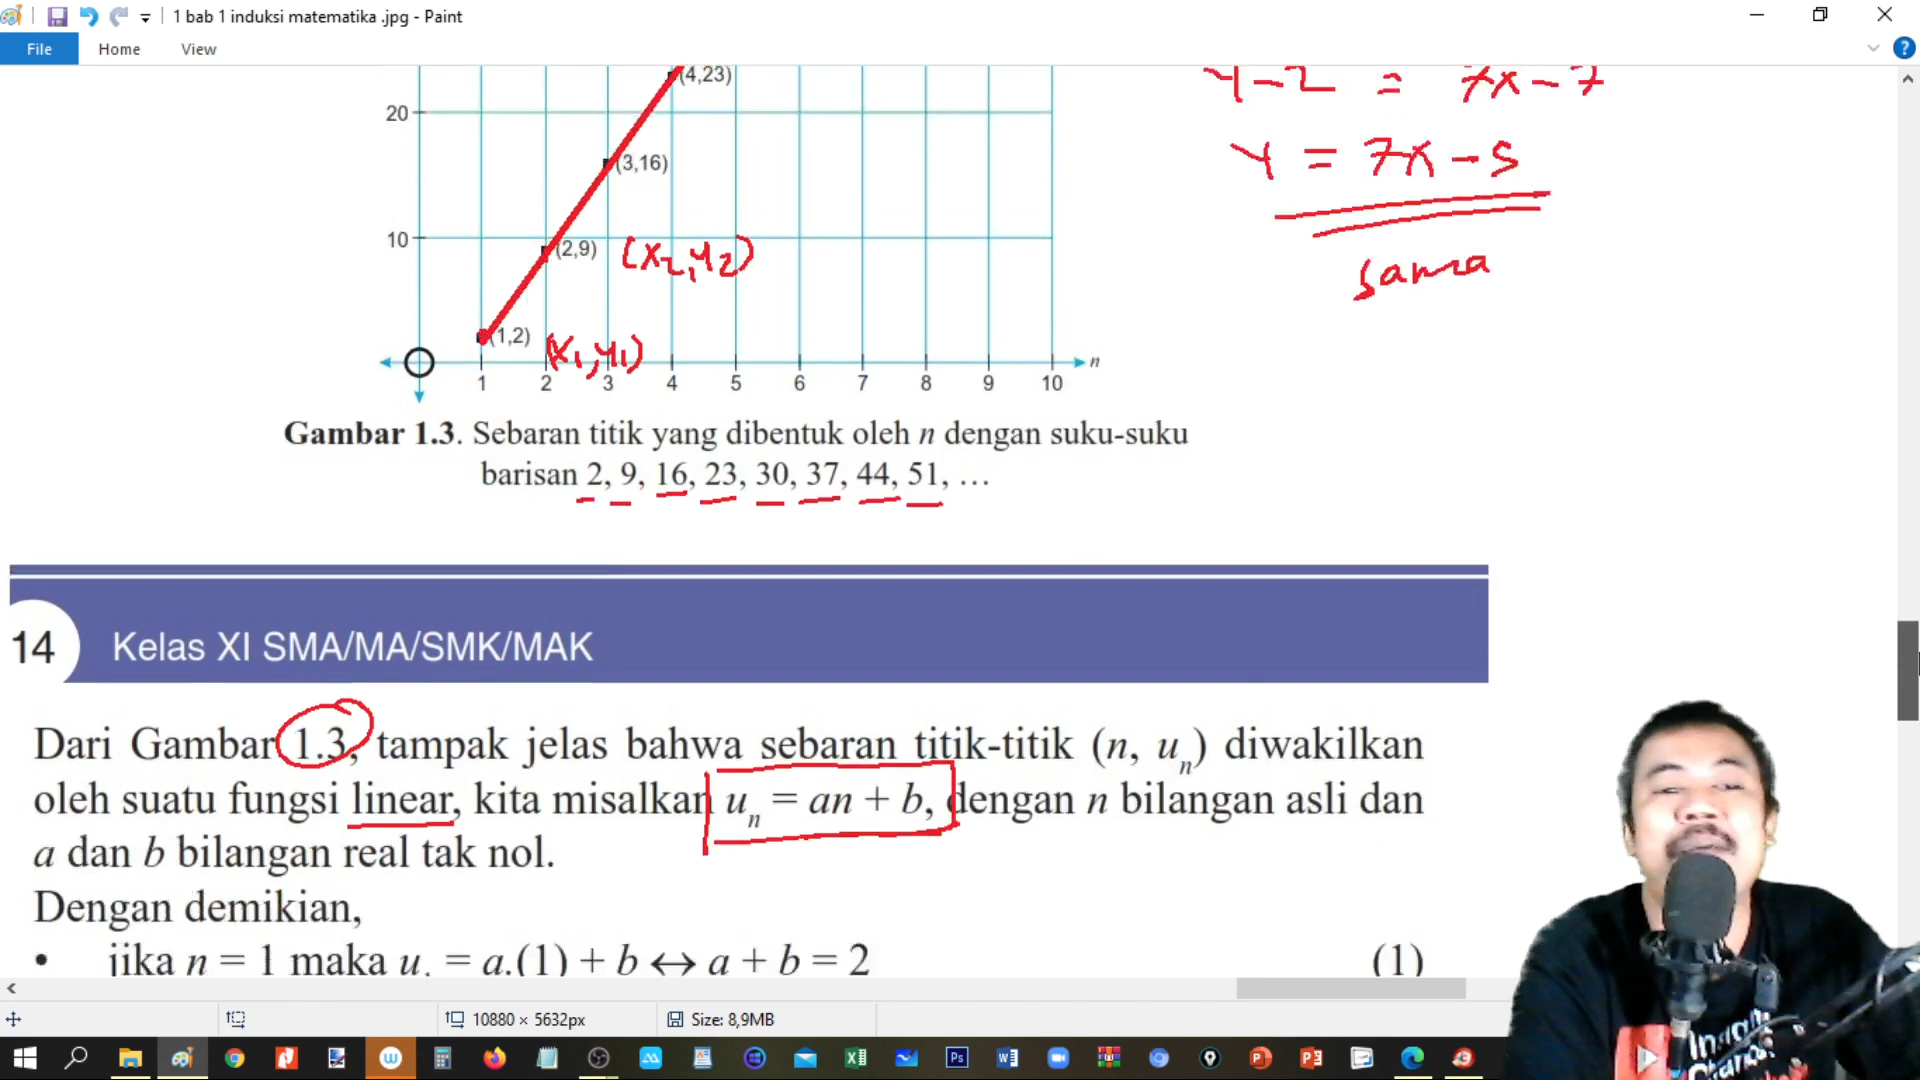 1 bab 1 induksi matematika .jpg - Paint
File Home View
(4,23)
y - 2 = 7x - 7
20
(3,16)
y = 7x - 5
10
(2,9) (x2, y2)
sama
(1,2) (x1, y1)
n
1 2 3 4 5 6 7 8 9 10
Gambar 1.3. Sebaran titik yang dibentuk oleh n dengan suku-suku
barisan 2, 9, 16, 23, 30, 37, 44, 51, …
14 Kelas XI SMA/MA/SMK/MAK
Dari Gambar 1.3, tampak jelas bahwa sebaran titik-titik (n, un) diwakilkan
oleh suatu fungsi linear, kita misalkan un = an + b, dengan n bilangan asli dan
a dan b bilangan real tak nol.
Dengan demikian,
• jika n = 1 maka u1 = a.(1) + b ↔ a + b = 2 (1)
10880 × 5632px Size: 8,9MB